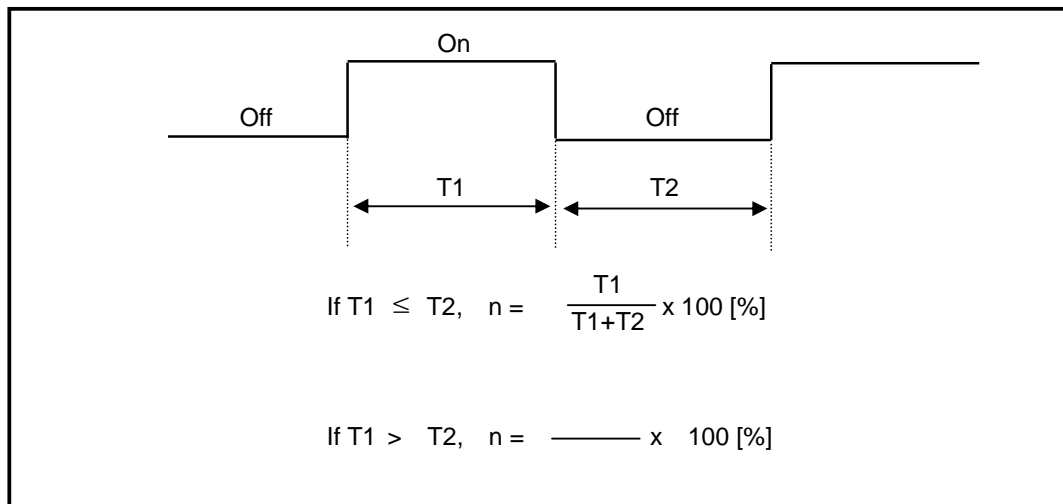 On
Off Off
T1 T2
If T1 ≤ T2, n = T1
T1+T2 x 100 [%]
If T1 > T2, n = x 100 [%]